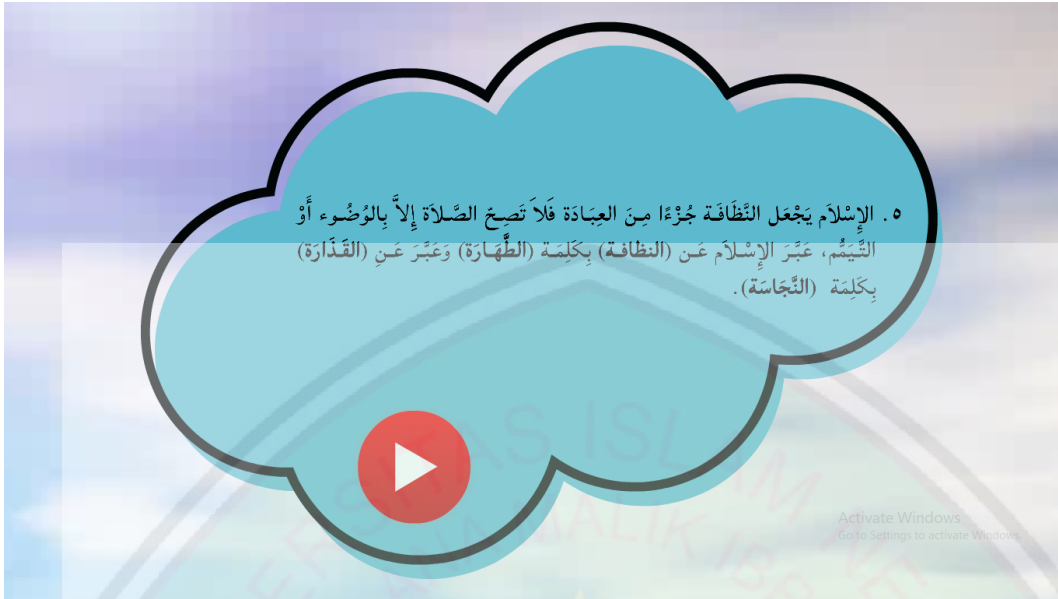 ٥. الإِسْلاَم يَجْعَل النَّظَافَة جُزْءًا مِنَ العِبَادَة فَلاَ تَصِحّ الصَّلاَة إِلاَّ بِالوُضُوء أَوْ
التَّيَمُّم، عَبَّرَ الإِسْلاَم عَن (النظافة) بِكَلِمَة (الطَّهَارَة) وَعَبَّرَ عَنِ (القَذَارَة)
بِكَلِمَة (النَّجَاسَة).
Activate Windows
Go to Settings to activate Windows.